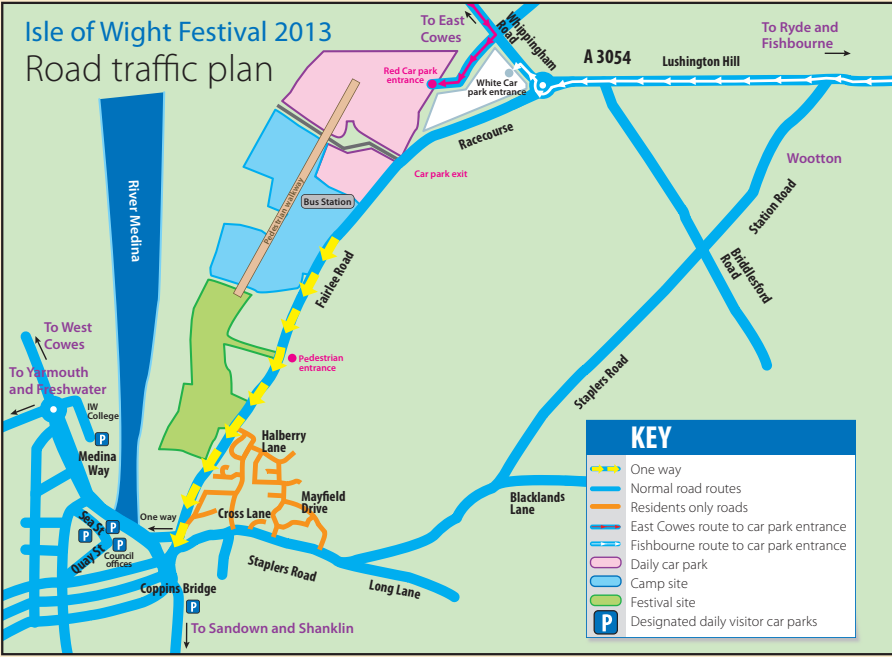 Isle of Wight Festival 2013
Road traffic plan
To East
Cowes
Whippingham
Road
To Ryde and
Fishbourne
A 3054
Lushington Hill
Red Car park
entrance
White Car
park entrance
Racecourse
Car park exit
Wootton
Station Road
Briddlesford
Road
River Medina
Pedestrian walkway
Bus Station
Fairlee Road
Pedestrian
entrance
Staplers Road
To West
Cowes
To Yarmouth
and Freshwater
IW
College
P
Medina
Way
Halberry
Lane
Mayfield
Drive
Cross Lane
One way
Sea St
P
P
P
Quay St
Council
offices
Blacklands
Lane
Staplers Road
Long Lane
Coppins Bridge
P
To Sandown and Shanklin
KEY
One way
Normal road routes
Residents only roads
East Cowes route to car park entrance
Fishbourne route to car park entrance
Daily car park
Camp site
Festival site
P
Designated daily visitor car parks